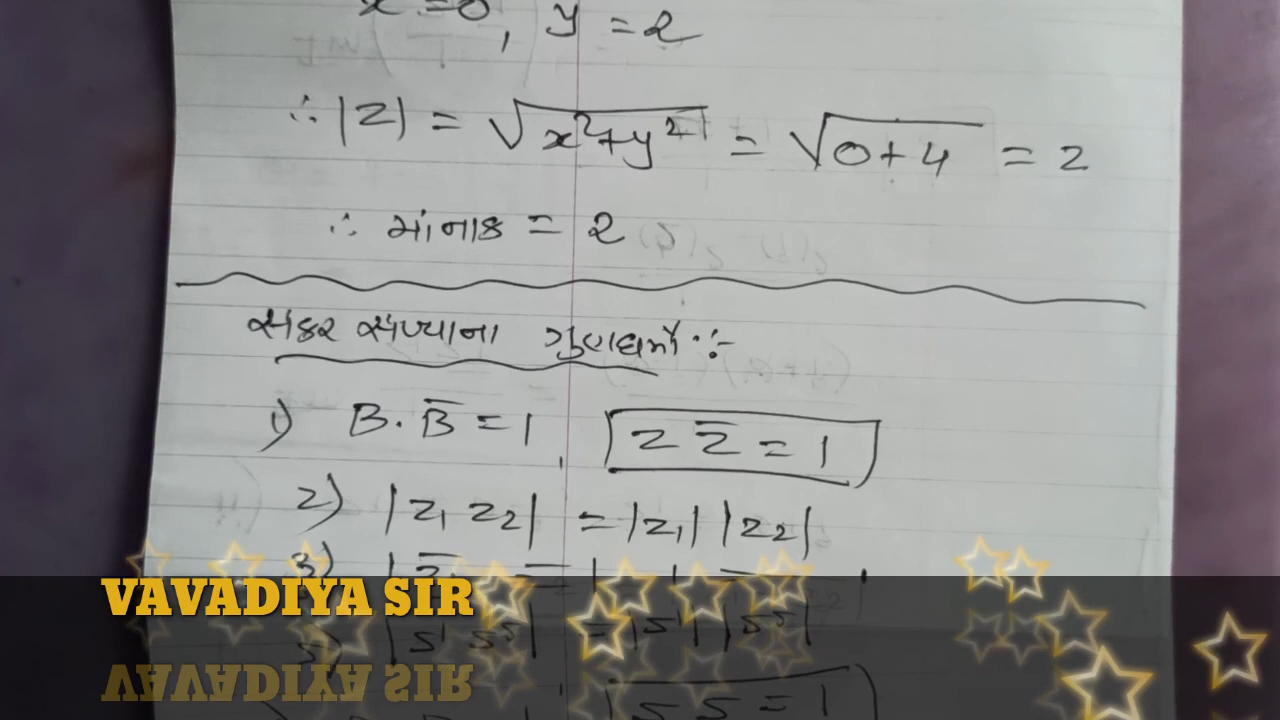 x = 0, y = 2
∴ |z| = √x²+y² = √0+4 = 2
∴ માંનાક = 2
સંકર સંખ્યાના ગુણધર્મો :-
1) B. B̅ = 1, z z̅ = 1
2) |z₁ z₂| = |z₁| |z₂|
3)
VAVADIYA SIR